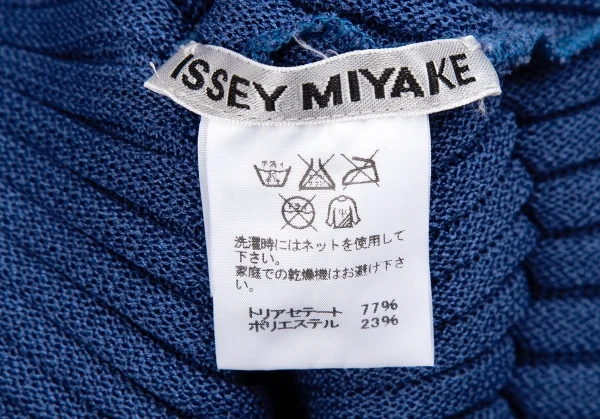 ISSEY MIYAKE
洗濯時にはネットを使用して
下さい。
家庭での乾燥機はお避け下さ
い。
トリアセテート 77%
ポリエステル 23%